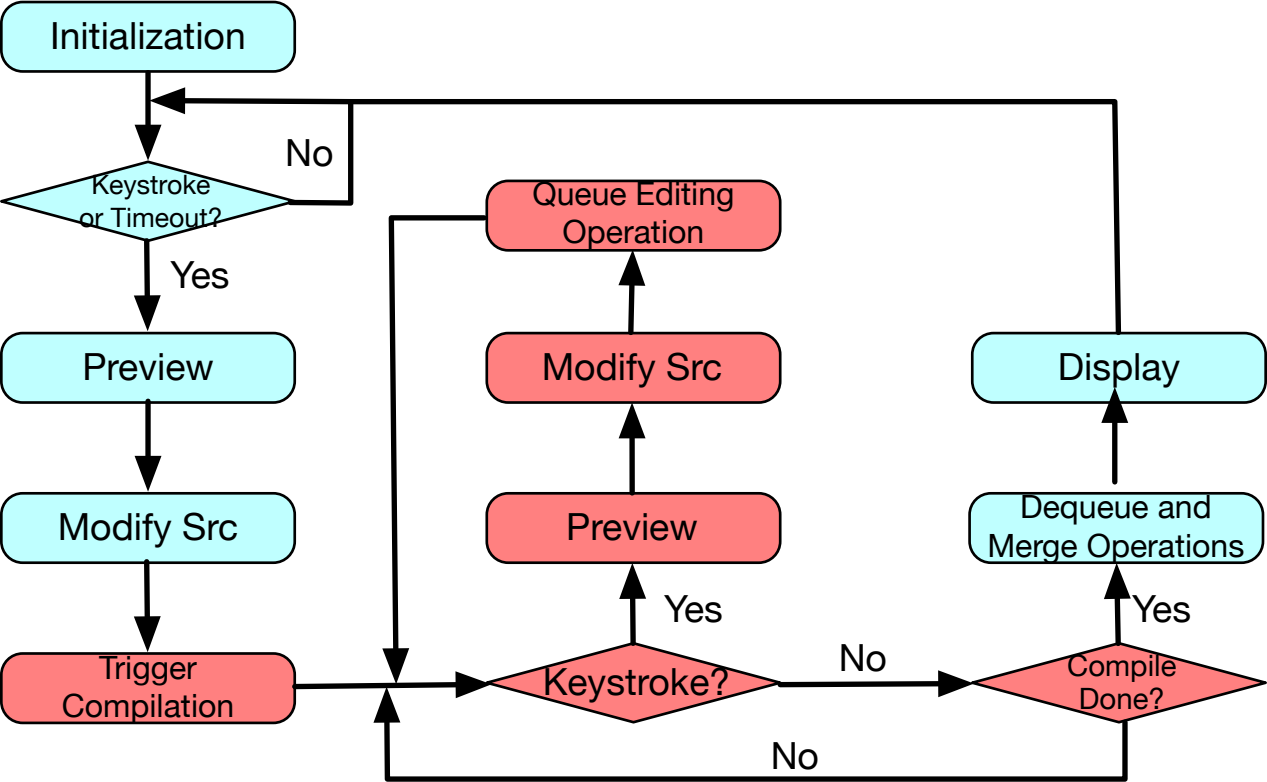 Initialization
Keystroke
or Timeout?
No
Yes
Preview
Modify Src
Trigger
Compilation
Queue Editing
Operation
Modify Src
Preview
Yes
Keystroke?
No
Display
Dequeue and
Merge Operations
Yes
Compile
Done?
No